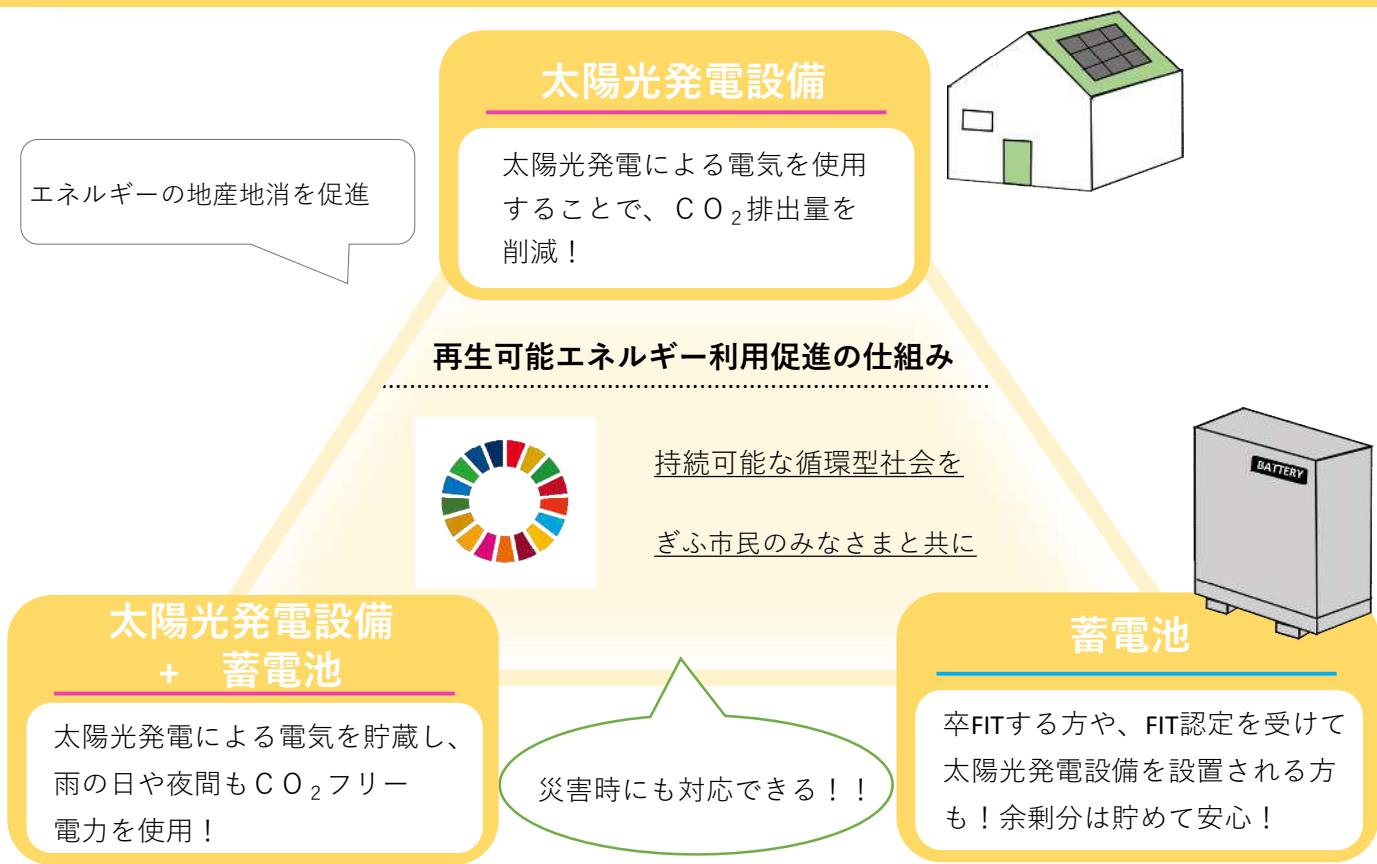 太陽光発電設備
太陽光発電による電気を使用
することで、ＣＯ₂排出量を
削減！
エネルギーの地産地消を促進
再生可能エネルギー利用促進の仕組み
持続可能な循環型社会を
ぎふ市民のみなさまと共に
BATTERY
太陽光発電設備
+　蓄電池
太陽光発電による電気を貯蔵し、
雨の日や夜間もＣＯ₂フリー
電力を使用！
災害時にも対応できる！！
蓄電池
卒FITする方や、FIT認定を受けて
太陽光発電設備を設置される方
も！余剰分は貯めて安心！